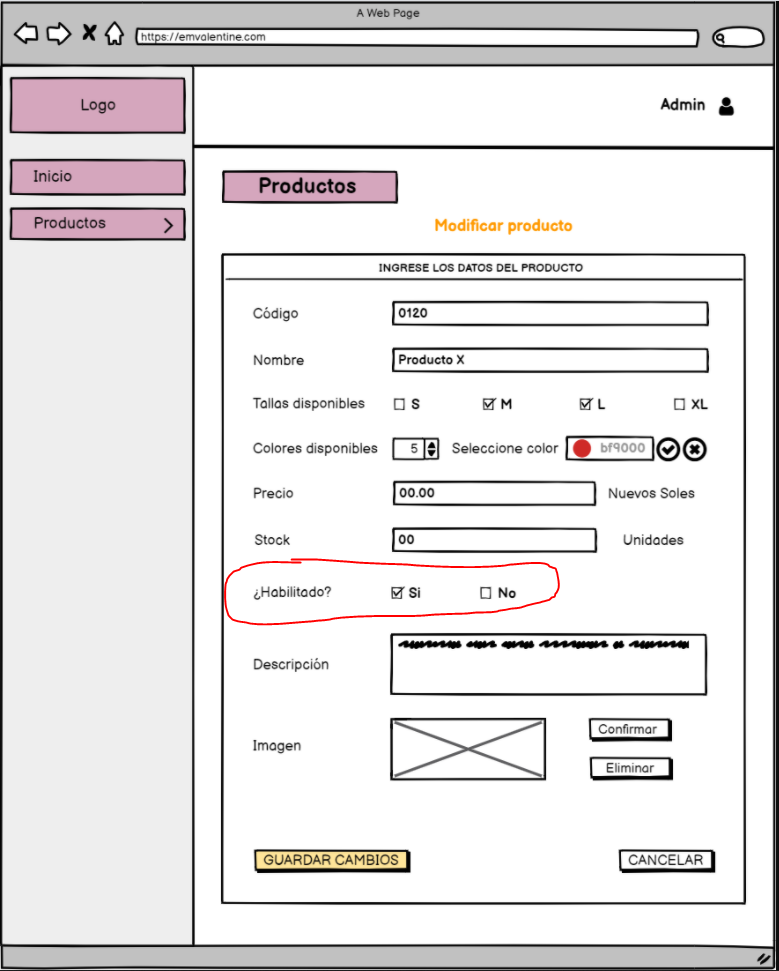 A Web Page
https://emvalentine.com
Logo
Admin
Inicio
Productos
Productos
Modificar producto
INGRESE LOS DATOS DEL PRODUCTO
Código 0120
Nombre Producto X
Tallas disponibles S M L XL
Colores disponibles 5 Seleccione color bf9000
Precio 00.00 Nuevos Soles
Stock 00 Unidades
¿Habilitado? Si No
Descripción
Imagen
Confirmar
Eliminar
GUARDAR CAMBIOS CANCELAR